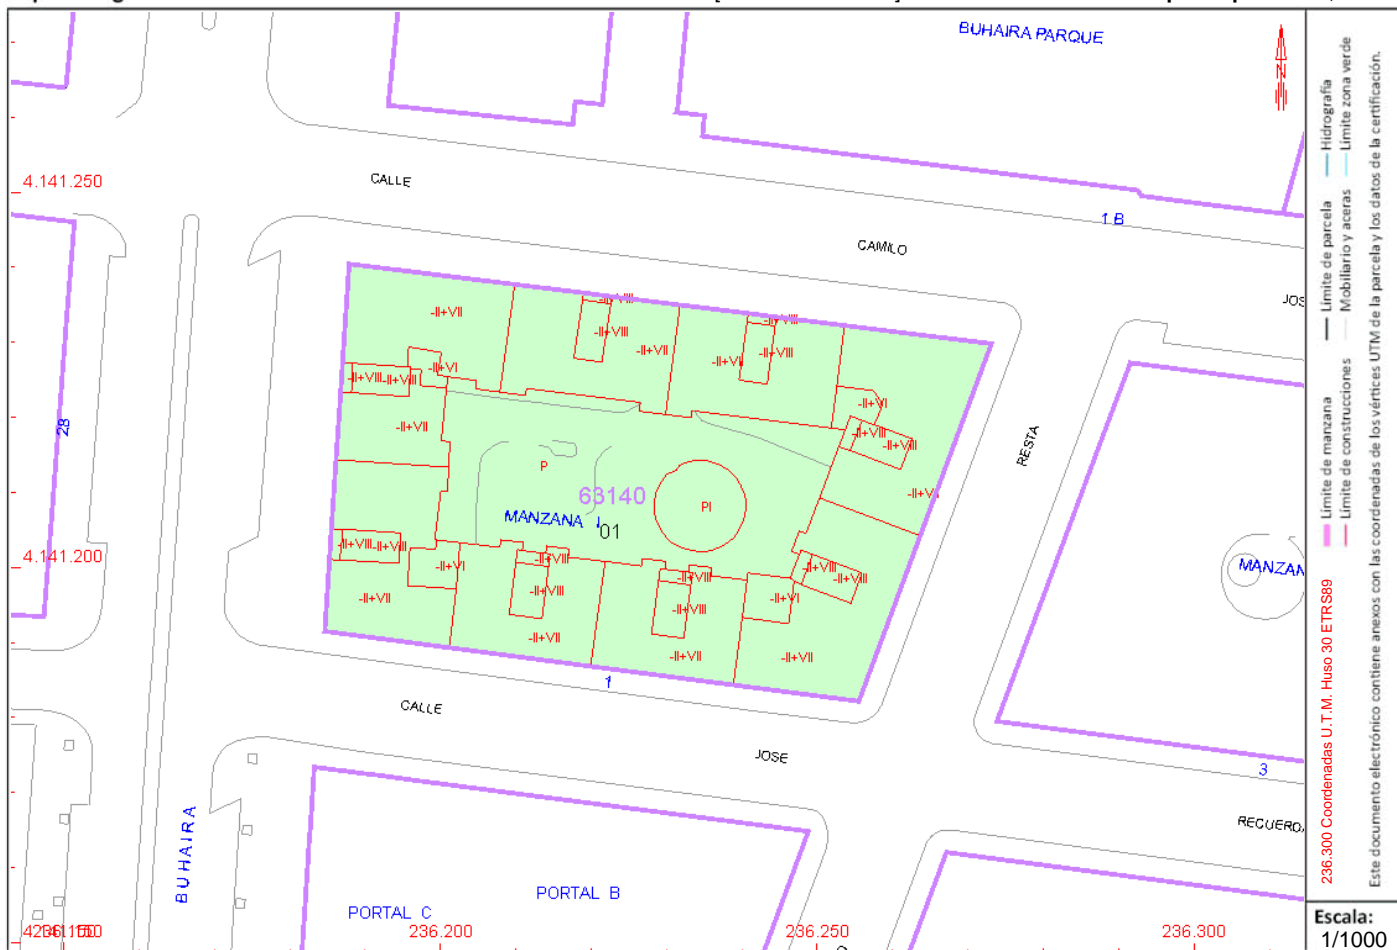 BUHAIRA PARQUE
N
4.141.250
CALLE
1 B
CAMILO
-II+VII
-II+VIII
-II+VIII
-II+VII
-II+VIII
-II+VIII
-II+VI
-II+VIII
-II+VIII
-II+VII
-II+VI
-II+VIII
-II+VIII
28
RESTA
P
63140
MANZANA
01
PI
4.141.200
-II+VIII
-II+VIII
-II+VI
-II+VII
-II+VIII
-II+VIII
-II+VII
-II+VIII
-II+VIII
-II+VII
-II+VIII
-II+VIII
-II+VI
-II+VII
1
CALLE
JOSE
3
BUHAIRA
PORTAL C
PORTAL B
236.200
236.250
236.300
Hidrografía
Límite zona verde
Límite de parcela
Mobiliario y aceras
Límite de manzana
Límite de construcciones
236.300 Coordenadas U.T.M. Huso 30 ETRS89
Este documento electrónico contiene anexos con las coordenadas de los vértices UTM de la parcela y los datos de la certificación.
Escala:
1/1000